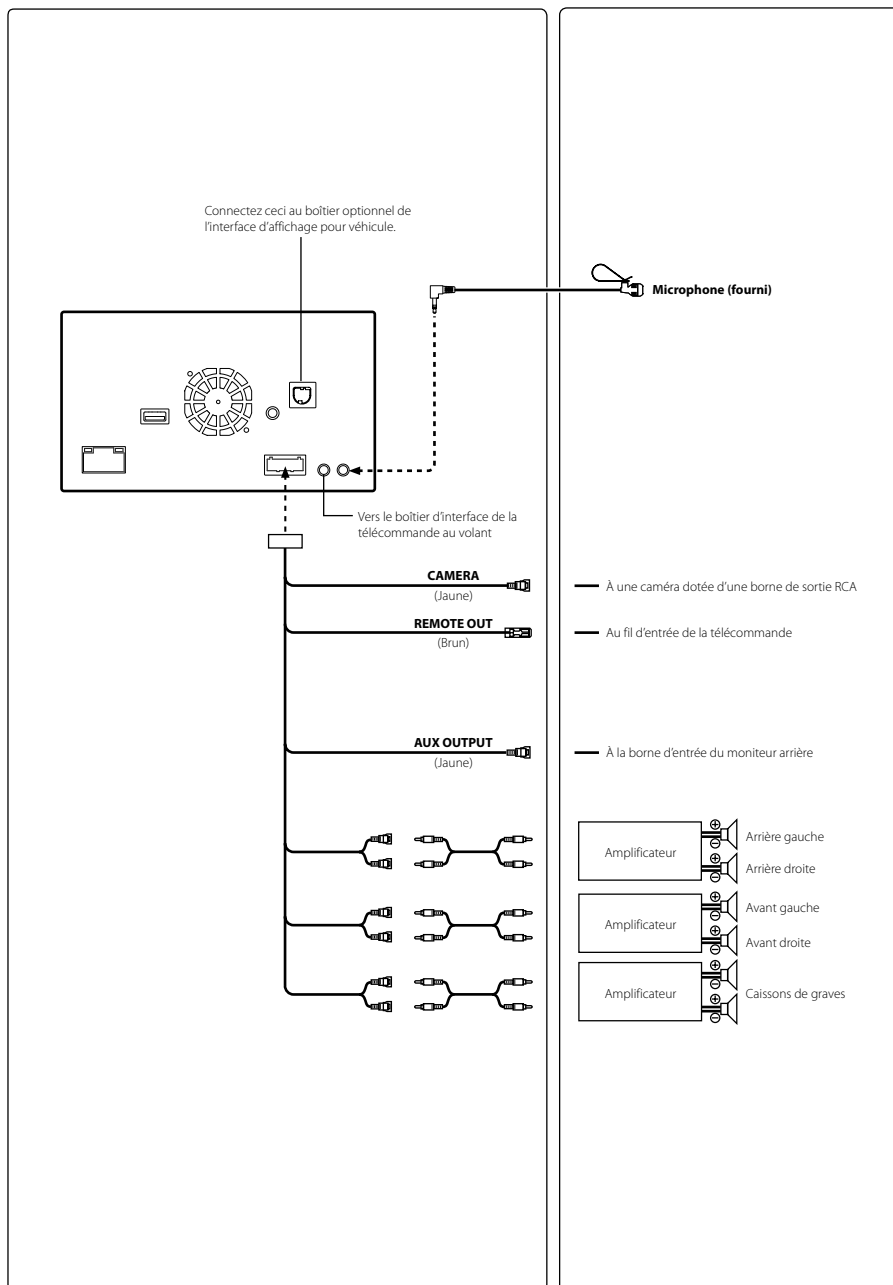 Connectez ceci au boîtier optionnel de
l'interface d'affichage pour véhicule.
Microphone (fourni)
Vers le boîtier d'interface de la
télécommande au volant
CAMERA
(Jaune)
À une caméra dotée d'une borne de sortie RCA
REMOTE OUT
(Brun)
Au fil d'entrée de la télécommande
AUX OUTPUT
(Jaune)
À la borne d'entrée du moniteur arrière
Amplificateur
Arrière gauche
Arrière droite
Amplificateur
Avant gauche
Avant droite
Amplificateur
Caissons de graves